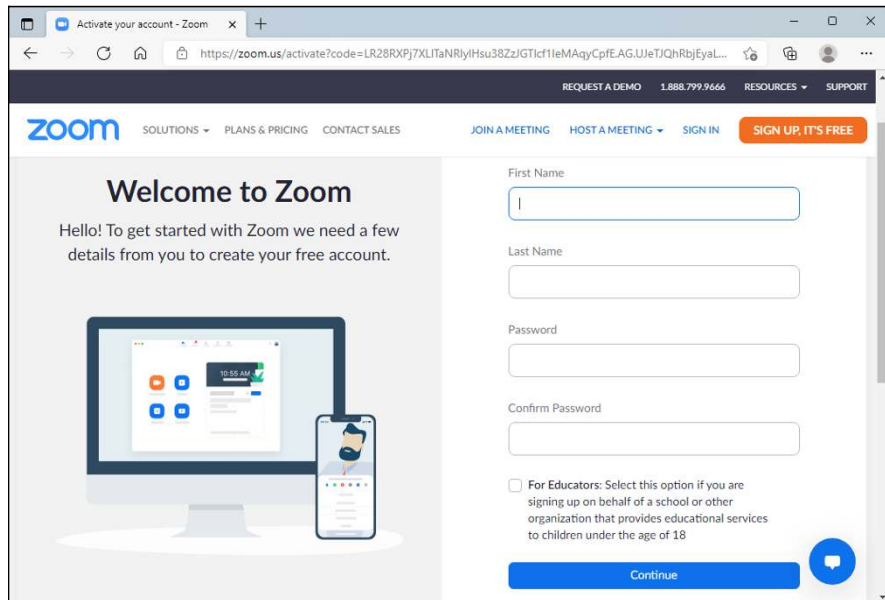 Activate your account - Zoom
https://zoom.us/activate?code=LR28RXPj7XLITaNRlyIHsu38ZzJGTIcf1IeMAqyCpfE.AG.UJeTJQhRbjEyaL...
REQUEST A DEMO 1.888.799.9666 RESOURCES SUPPORT
zoom SOLUTIONS PLANS & PRICING CONTACT SALES JOIN A MEETING HOST A MEETING SIGN IN SIGN UP, IT'S FREE
Welcome to Zoom
Hello! To get started with Zoom we need a few
details from you to create your free account.
10:55 AM
First Name
Last Name
Password
Confirm Password
For Educators: Select this option if you are
signing up on behalf of a school or other
organization that provides educational services
to children under the age of 18
Continue